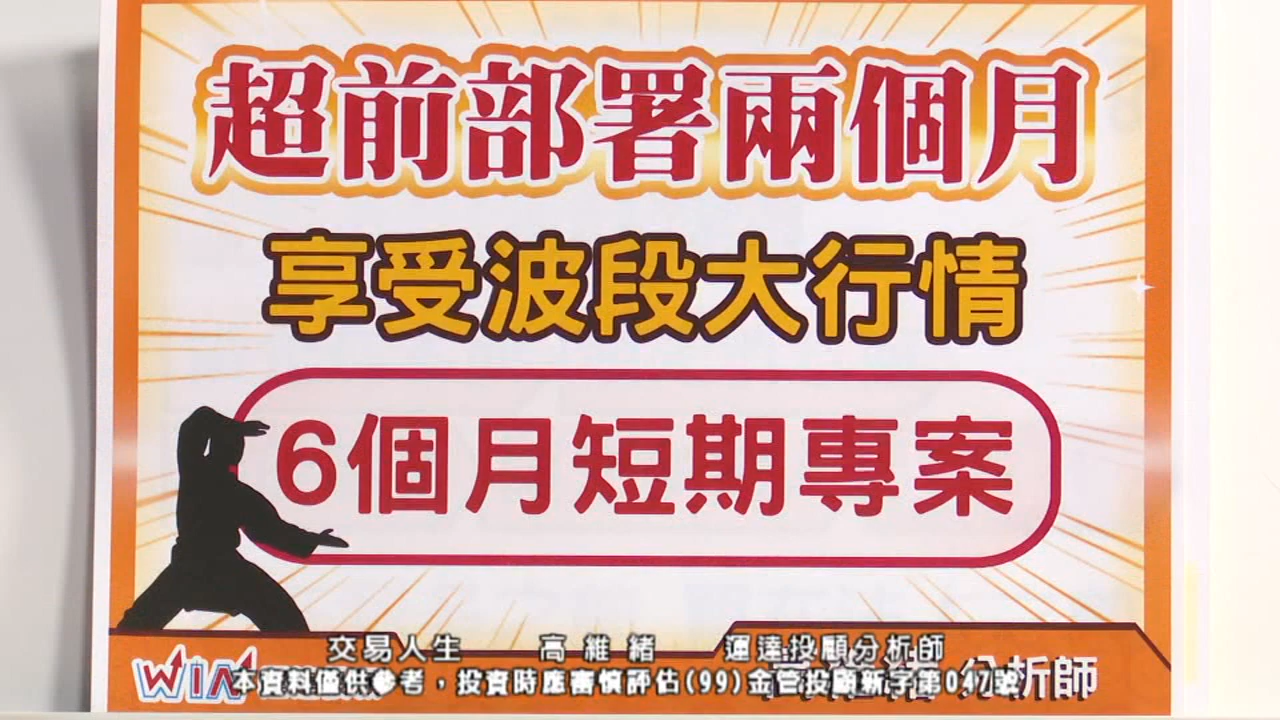 超前部署兩個月
享受波段大行情
6個月短期專案
交易人生 高維緒 運達投顧分析師
WIN 分析師
本資料僅供參考，投資時應審慎評估(99)金管投顧新字第047號